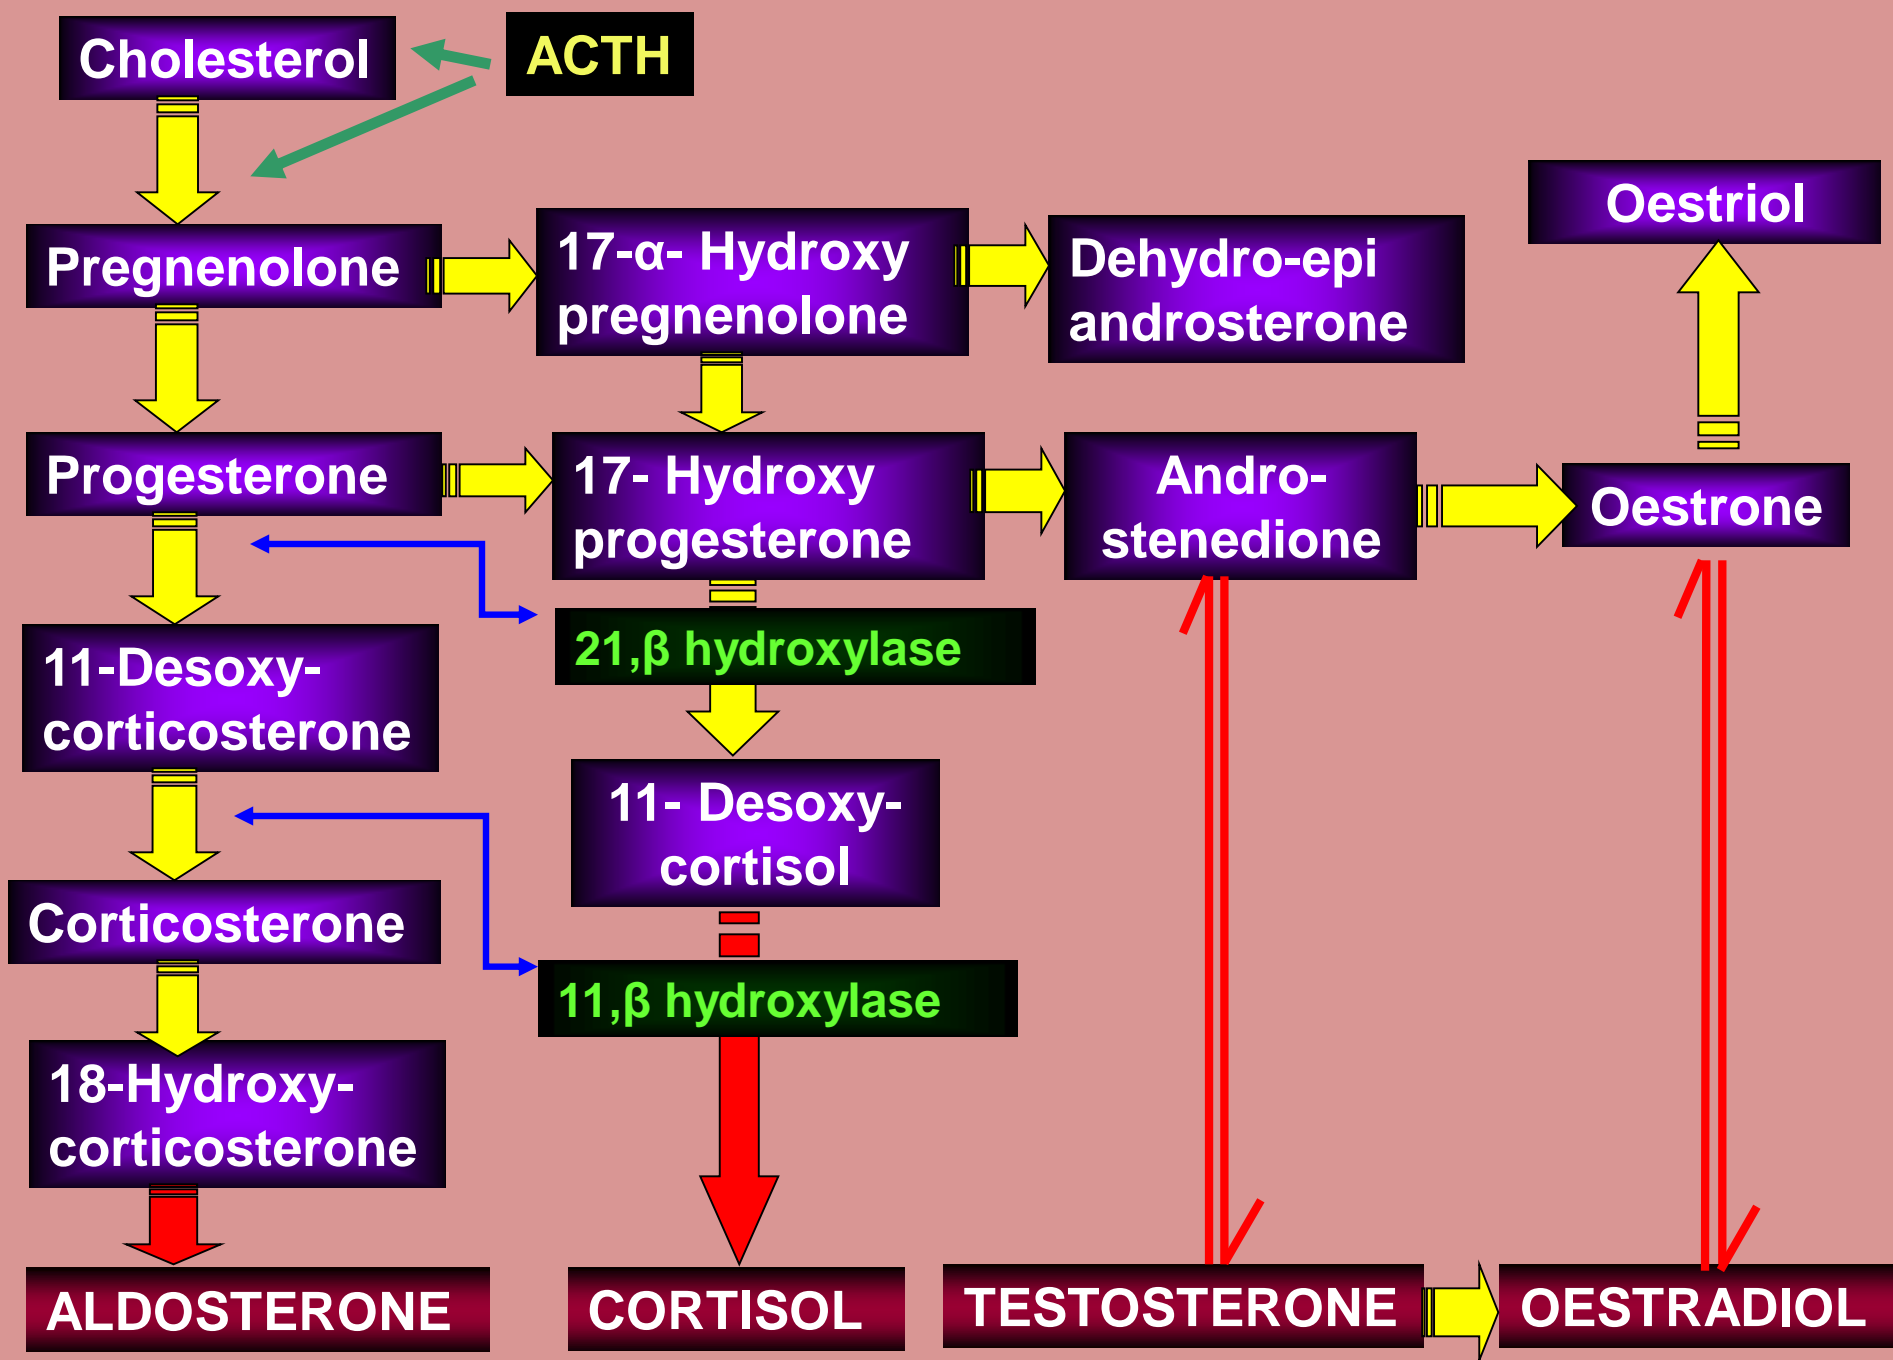 Cholesterol
ACTH
Oestriol
Pregnenolone
17-α- Hydroxy
pregnenolone
Dehydro-epi
androsterone
Progesterone
17- Hydroxy
progesterone
Andro-
stenedione
Oestrone
21,β hydroxylase
11-Desoxy-
corticosterone
11- Desoxy-
cortisol
Corticosterone
11,β hydroxylase
18-Hydroxy-
corticosterone
ALDOSTERONE
CORTISOL
TESTOSTERONE
OESTRADIOL